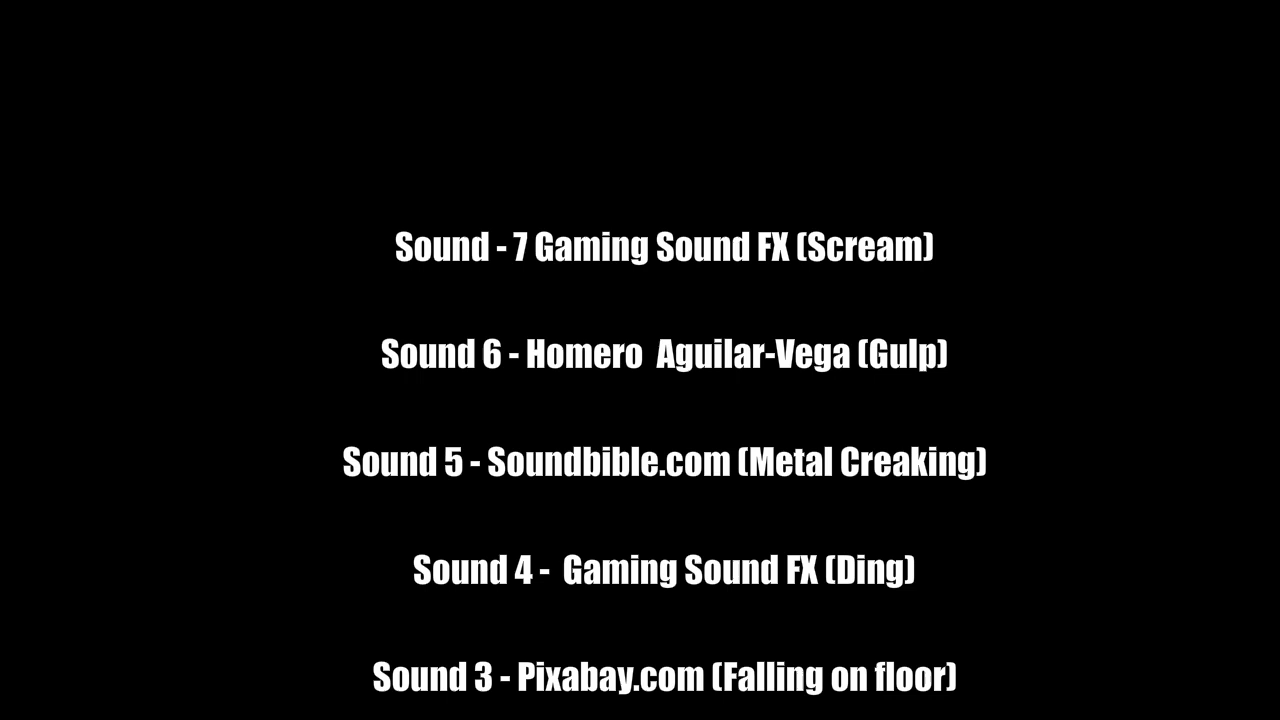 Sound - 7 Gaming Sound FX (Scream)
Sound 6 - Homero  Aguilar-Vega (Gulp)
Sound 5 - Soundbible.com (Metal Creaking)
Sound 4 -  Gaming Sound FX (Ding)
Sound 3 - Pixabay.com (Falling on floor)